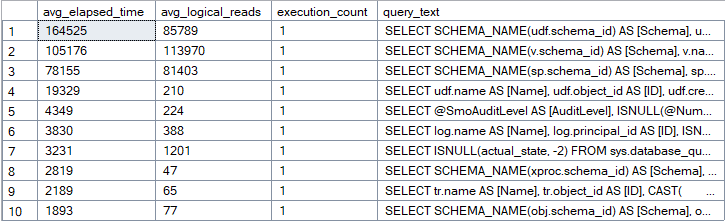 avg_elapsed_time avg_logical_reads execution_count query_text
1 164525 85789 1 SELECT SCHEMA_NAME(udf.schema_id) AS [Schema], u...
2 105176 113970 1 SELECT SCHEMA_NAME(v.schema_id) AS [Schema], v.na...
3 78155 81403 1 SELECT SCHEMA_NAME(sp.schema_id) AS [Schema], sp...
4 19329 210 1 SELECT udf.name AS [Name], udf.object_id AS [ID], udf.cre...
5 4349 224 1 SELECT @SmoAuditLevel AS [AuditLevel], ISNULL(@Num...
6 3830 388 1 SELECT log.name AS [Name], log.principal_id AS [ID], ISN...
7 3231 1201 1 SELECT ISNULL(actual_state, -2) FROM sys.database_qu...
8 2819 47 1 SELECT SCHEMA_NAME(xproc.schema_id) AS [Schema], ...
9 2189 65 1 SELECT tr.name AS [Name], tr.object_id AS [ID], CAST( ...
10 1893 77 1 SELECT SCHEMA_NAME(obj.schema_id) AS [Schema], o...